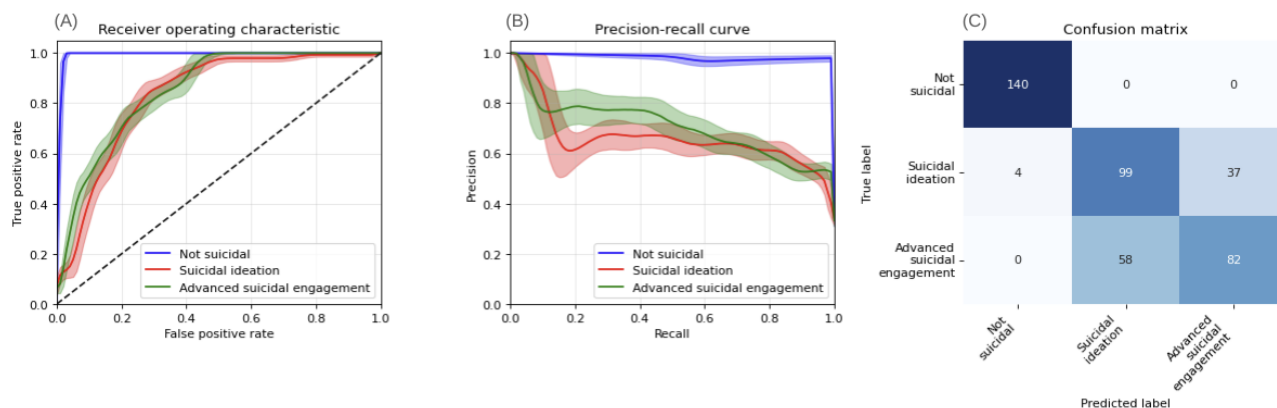 (A)
Receiver operating characteristic
True positive rate
1.0
0.8
0.6
0.4
0.2
0.0
Not suicidal
Suicidal ideation
Advanced suicidal engagement
0.0 0.2 0.4 0.6 0.8 1.0
False positive rate
(B)
Precision-recall curve
Precision
1.0
0.8
0.6
0.4
0.2
0.0
Not suicidal
Suicidal ideation
Advanced suicidal engagement
0.0 0.2 0.4 0.6 0.8 1.0
Recall
(C)
Confusion matrix
True label
Not
suicidal
140 0 0
Suicidal
ideation
4 99 37
Advanced
suicidal
engagement
0 58 82
Not
suicidal
Suicidal
ideation
Advanced
suicidal
engagement
Predicted label